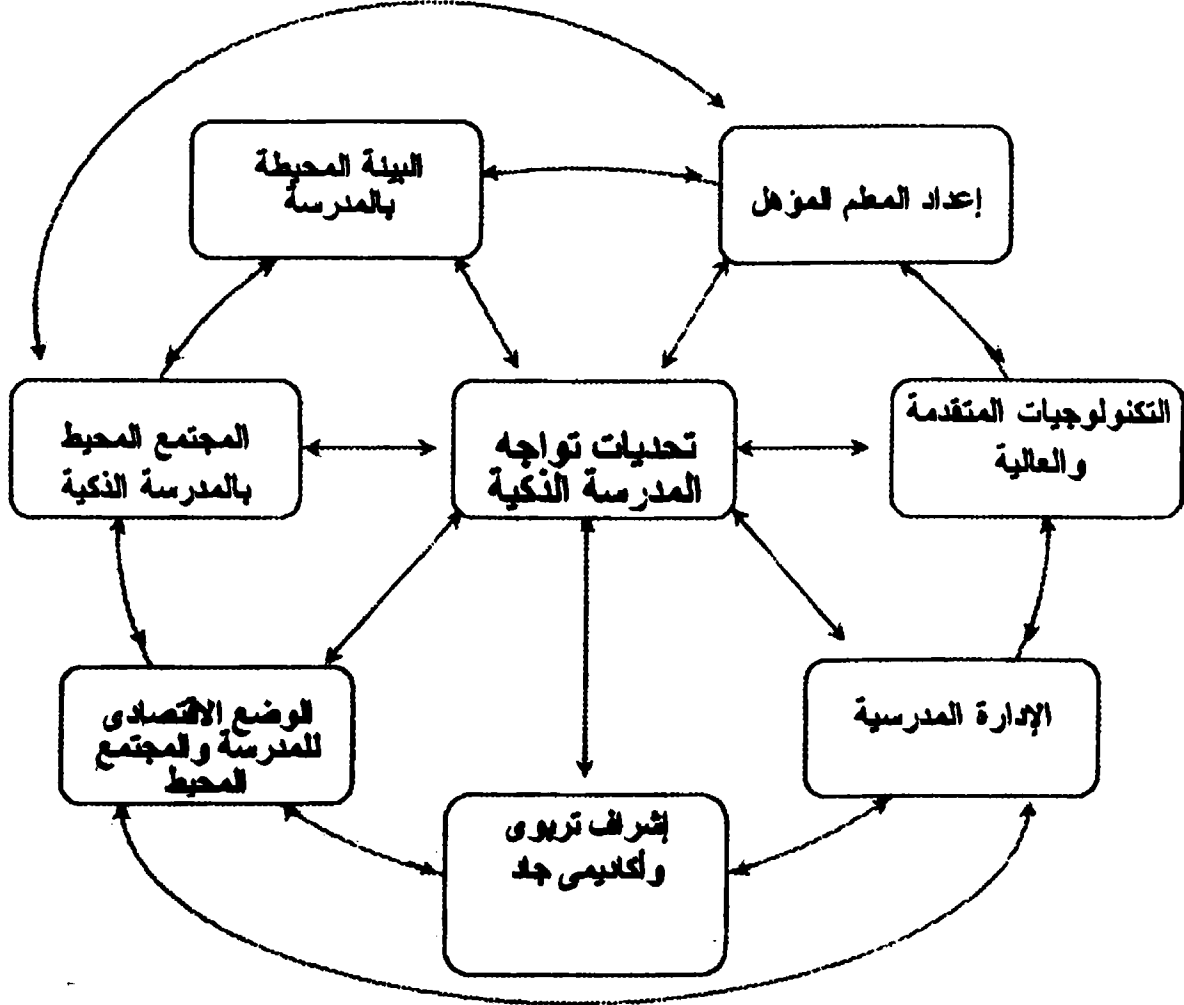 إعداد المعلم المؤهل
البيئة المحيطة
بالمدرسة
التكنولوجيات المتقدمة
والعالية
تحديات تواجه
المدرسة الذكية
المجتمع المحيط
بالمدرسة الذكية
الإدارة المدرسية
الوضع الاقتصادى
للمدرسة والمجتمع
المحيط
إشراف تربوى
وأكاديمى جاد